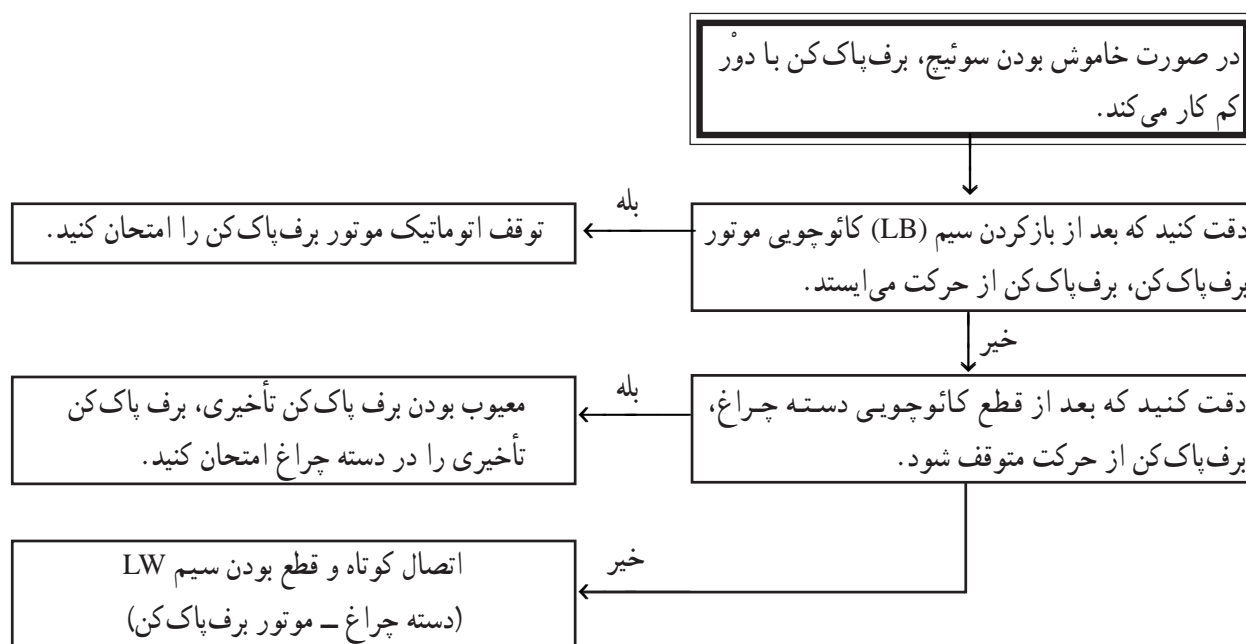 در صورت خاموش بودن سوئیچ، برف‌پاک‌کن با دوْر
کم کار می‌کند.
دقت کنید که بعد از بازکردن سیم (LB) کائوچویی موتور
برف‌پاک‌کن، برف‌پاک‌کن از حرکت می‌ایستد.
بله
توقف اتوماتیک موتور برف‌پاک‌کن را امتحان کنید.
خیر
دقت کنید که بعد از قطع کائوچویی دسته چراغ،
برف‌پاک‌کن از حرکت متوقف شود.
بله
معیوب بودن برف پاک‌کن تأخیری، برف پاک‌کن
تأخیری را در دسته چراغ امتحان کنید.
خیر
اتصال کوتاه و قطع بودن سیم LW
(دسته چراغ ــ موتور برف‌پاک‌کن)